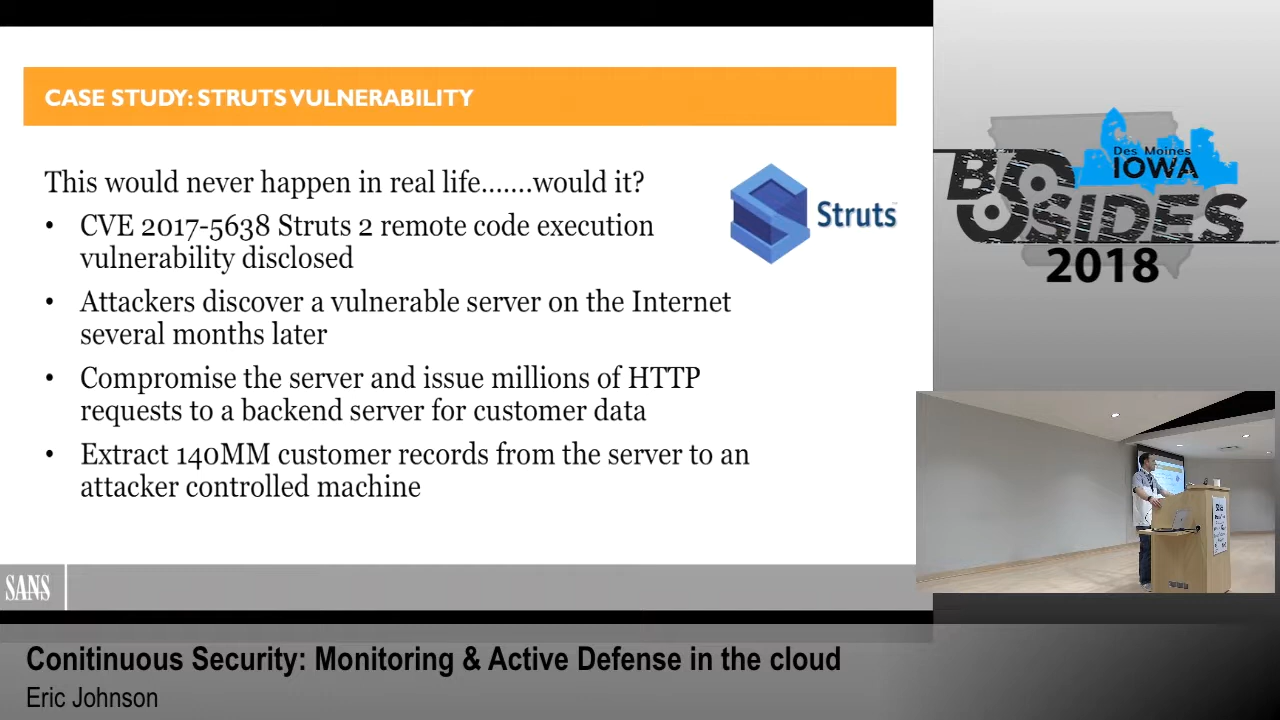 CASE STUDY: STRUTS VULNERABILITY
This would never happen in real life.......would it?
• CVE 2017-5638 Struts 2 remote code execution
vulnerability disclosed
• Attackers discover a vulnerable server on the Internet
several months later
• Compromise the server and issue millions of HTTP
requests to a backend server for customer data
• Extract 140MM customer records from the server to an
attacker controlled machine
Struts
SANS
Des Moines
IOWA
BSIDES
2018
Conitinuous Security: Monitoring & Active Defense in the cloud
Eric Johnson